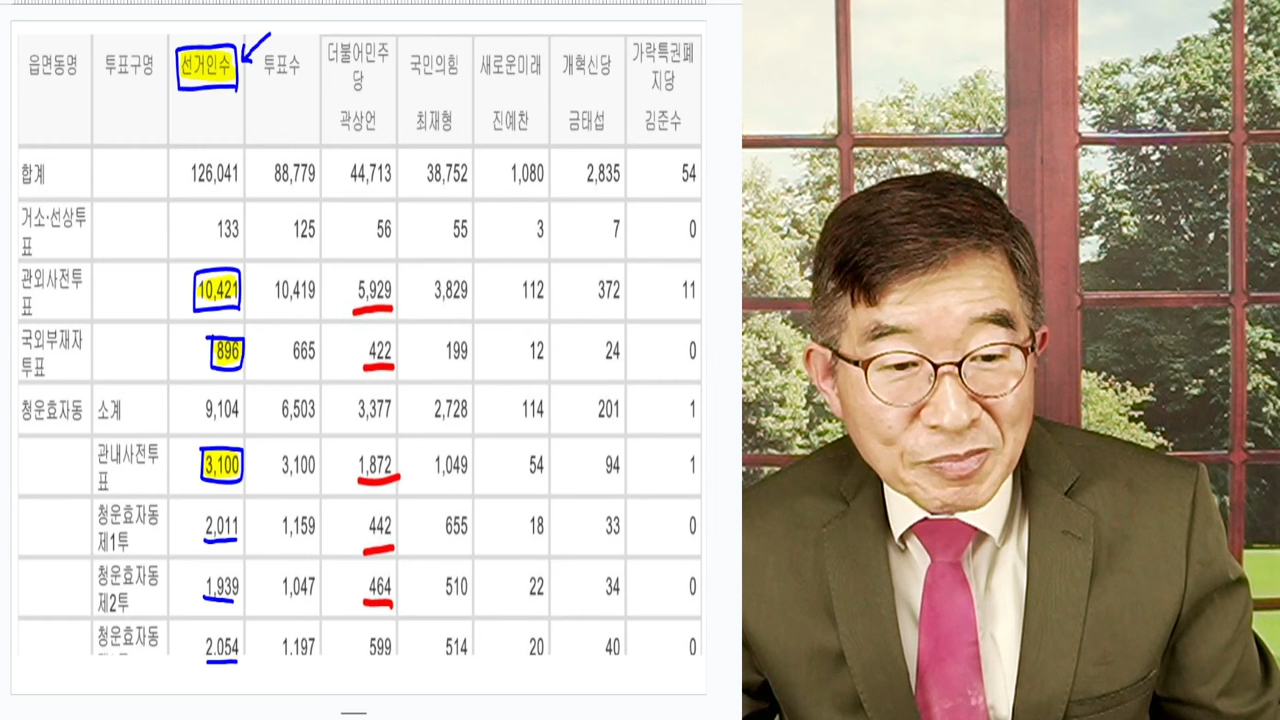 읍면동명 투표구명 선거인수 투표수 더불어민주당 곽상언 국민의힘 최재형 새로운미래 진예찬 개혁신당 금태섭 가락특권폐지당 김준수
합계 126,041 88,779 44,713 38,752 1,080 2,835 54
거소·선상투표 133 125 56 55 3 7 0
관외사전투표 10,421 10,419 5,929 3,829 112 372 11
국외부재자투표 896 665 422 199 12 24 0
청운효자동 소계 9,104 6,503 3,377 2,728 114 201 1
관내사전투표 3,100 3,100 1,872 1,049 54 94 1
청운효자동제1투 2,011 1,159 442 655 18 33 0
청운효자동제2투 1,939 1,047 464 510 22 34 0
청운효자동 2,054 1,197 599 514 20 40 0